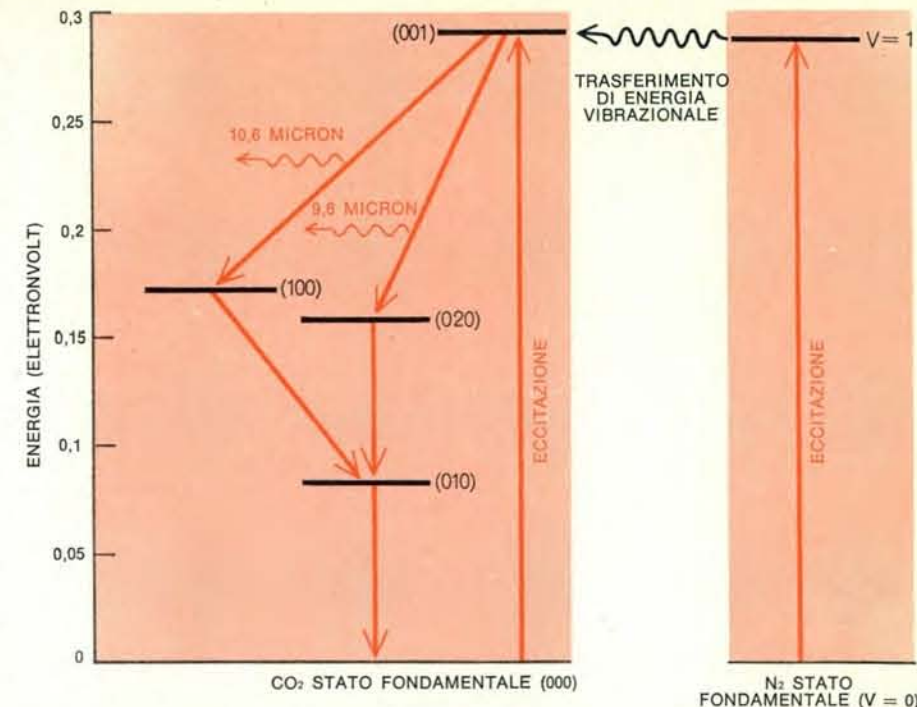 0,3
0,25
0,2
0,15
0,1
0,05
0
ENERGIA (ELETTRONVOLT)
(001)
10,6 MICRON
9,6 MICRON
(100)
(020)
(010)
ECCITAZIONE
CO₂ STATO FONDAMENTALE (000)
TRASFERIMENTO
DI ENERGIA
VIBRAZIONALE
V = 1
ECCITAZIONE
N₂ STATO
FONDAMENTALE (V = 0)